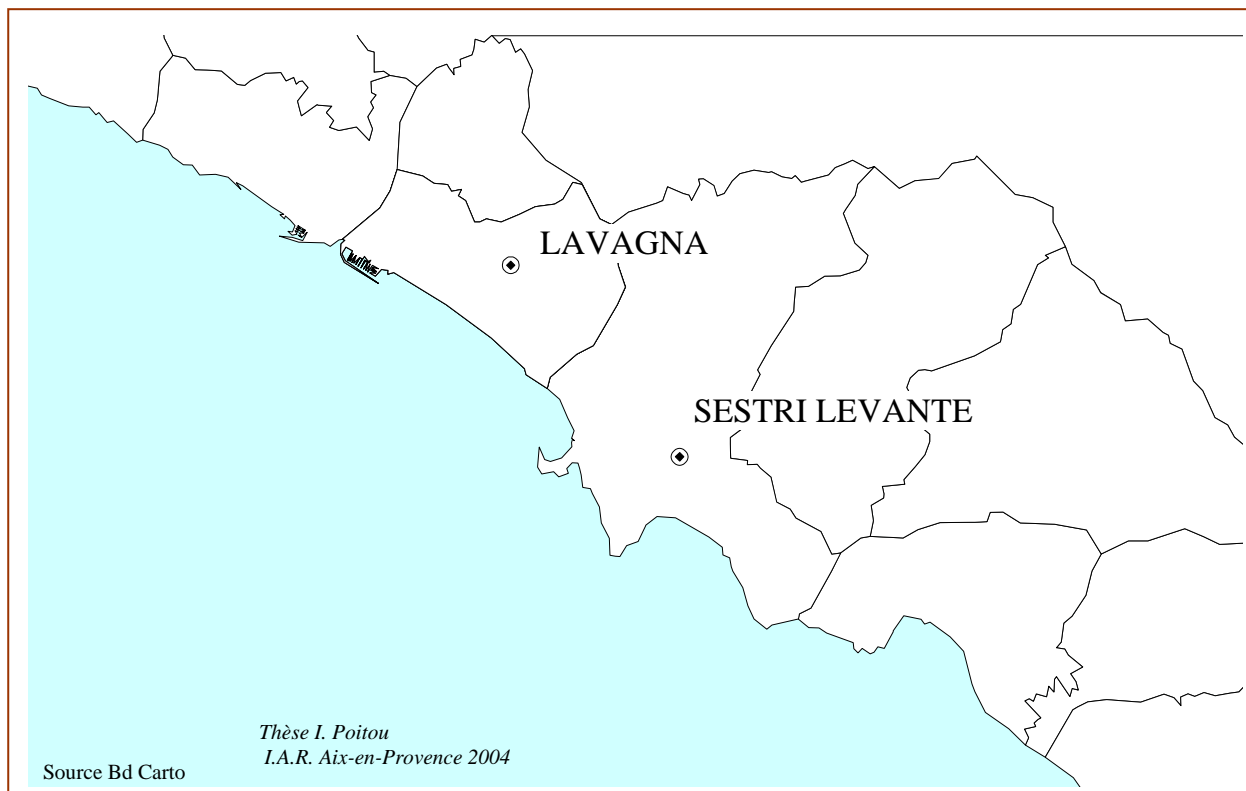 LAVAGNA
SESTRI LEVANTE
Thèse I. Poitou
I.A.R. Aix-en-Provence 2004
Source Bd Carto